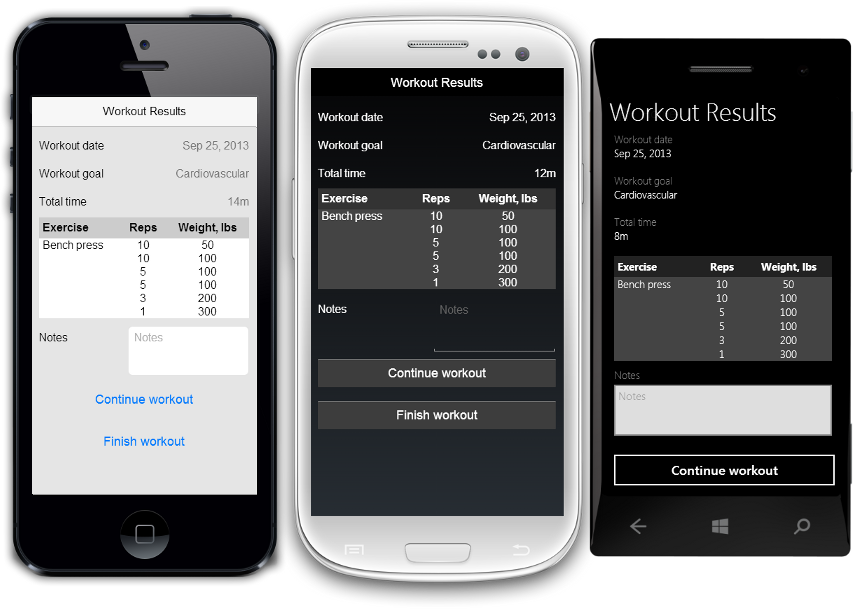 Workout Results
Workout date Sep 25, 2013
Workout goal Cardiovascular
Total time 14m
Exercise Reps Weight, lbs
Bench press 10 50
10 100
5 100
5 100
3 200
1 300
Notes Notes
Continue workout
Finish workout
Workout Results
Workout date Sep 25, 2013
Workout goal Cardiovascular
Total time 12m
Exercise Reps Weight, lbs
Bench press 10 50
10 100
5 100
5 100
3 200
1 300
Notes Notes
Continue workout
Finish workout
Workout Results
Workout date
Sep 25, 2013
Workout goal
Cardiovascular
Total time
8m
Exercise Reps Weight, lbs
Bench press 10 50
10 100
5 100
5 100
3 200
1 300
Notes
Notes
Continue workout